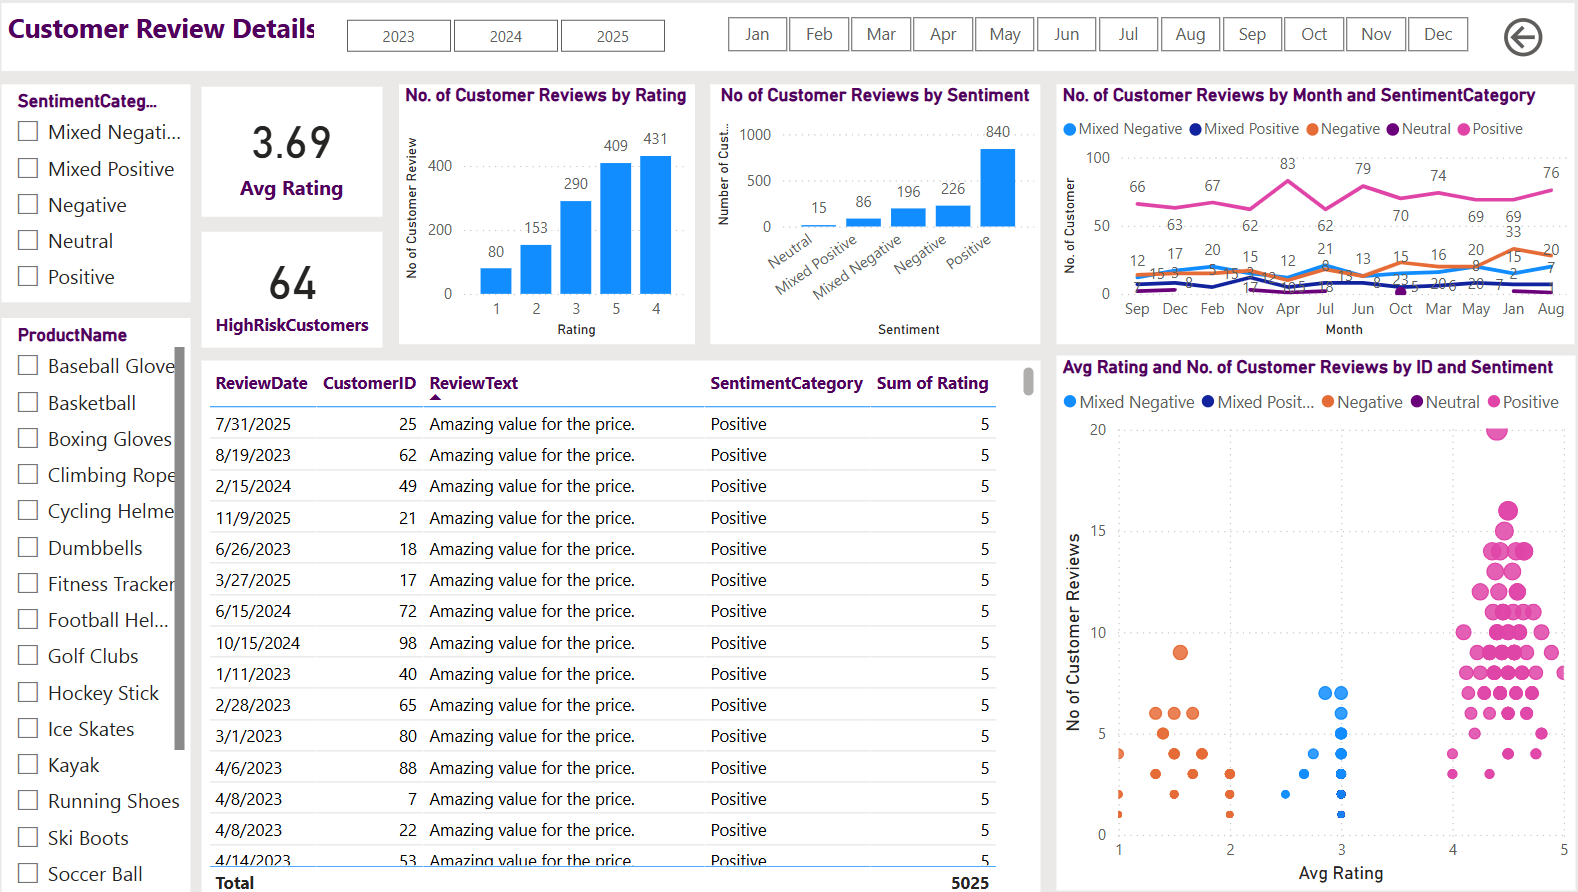 Customer Review Details
2023 2024 2025
Jan Feb Mar Apr May Jun Jul Aug Sep Oct Nov Dec
SentimentCateg...
Mixed Negati...
Mixed Positive
Negative
Neutral
Positive
ProductName
Baseball Glove
Basketball
Boxing Gloves
Climbing Rope
Cycling Helme
Dumbbells
Fitness Tracker
Football Hel...
Golf Clubs
Hockey Stick
Ice Skates
Kayak
Running Shoes
Ski Boots
Soccer Ball
3.69
Avg Rating
64
HighRiskCustomers
No. of Customer Reviews by Rating
No of Customer Review
400
200
0
80 153 290 409 431
1 2 3 5 4
Rating
No of Customer Reviews by Sentiment
Number of Cust...
1000
500
0
15 86 196 226 840
Neutral
Mixed Positive
Mixed Negative
Negative
Positive
Sentiment
No. of Customer Reviews by Month and SentimentCategory
Mixed Negative Mixed Positive Negative Neutral Positive
No. of Customer
100
50
0
66 63 67 62 83 62 79 70 74 69 69 76
33
12 17 20 15 12 21 13 15 16 20 15 20
Sep Dec Feb Nov Apr Jul Jun Oct Mar May Jan Aug
Month
ReviewDate CustomerID ReviewText SentimentCategory Sum of Rating
7/31/2025 25 Amazing value for the price. Positive 5
8/19/2023 62 Amazing value for the price. Positive 5
2/15/2024 49 Amazing value for the price. Positive 5
11/9/2025 21 Amazing value for the price. Positive 5
6/26/2023 18 Amazing value for the price. Positive 5
3/27/2025 17 Amazing value for the price. Positive 5
6/15/2024 72 Amazing value for the price. Positive 5
10/15/2024 98 Amazing value for the price. Positive 5
1/11/2023 40 Amazing value for the price. Positive 5
2/28/2023 65 Amazing value for the price. Positive 5
3/1/2023 80 Amazing value for the price. Positive 5
4/6/2023 88 Amazing value for the price. Positive 5
4/8/2023 7 Amazing value for the price. Positive 5
4/8/2023 22 Amazing value for the price. Positive 5
4/14/2023 53 Amazing value for the price. Positive 5
Total 5025
Avg Rating and No. of Customer Reviews by ID and Sentiment
Mixed Negative Mixed Posit... Negative Neutral Positive
No of Customer Reviews
20
15
10
5
0
1 2 3 4 5
Avg Rating